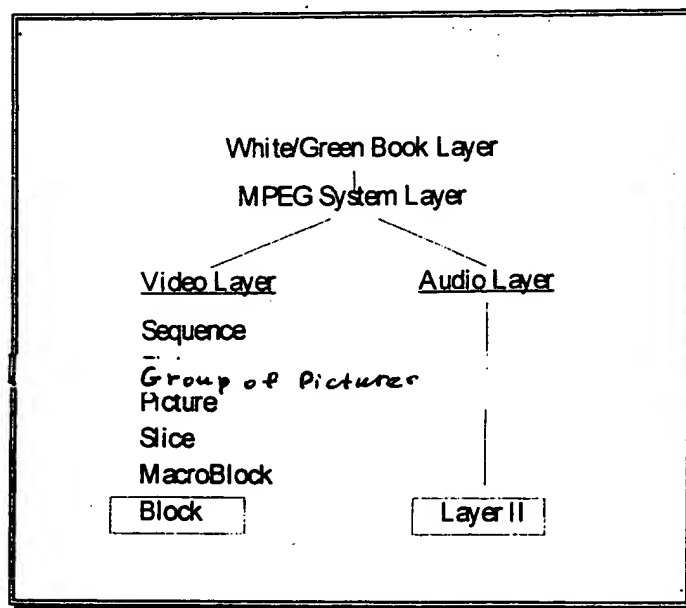 White/Green Book Layer
MPEG System Layer
Video Layer
Audio Layer
Sequence
Group of Pictures
Picture
Slice
MacroBlock
Block
Layer II